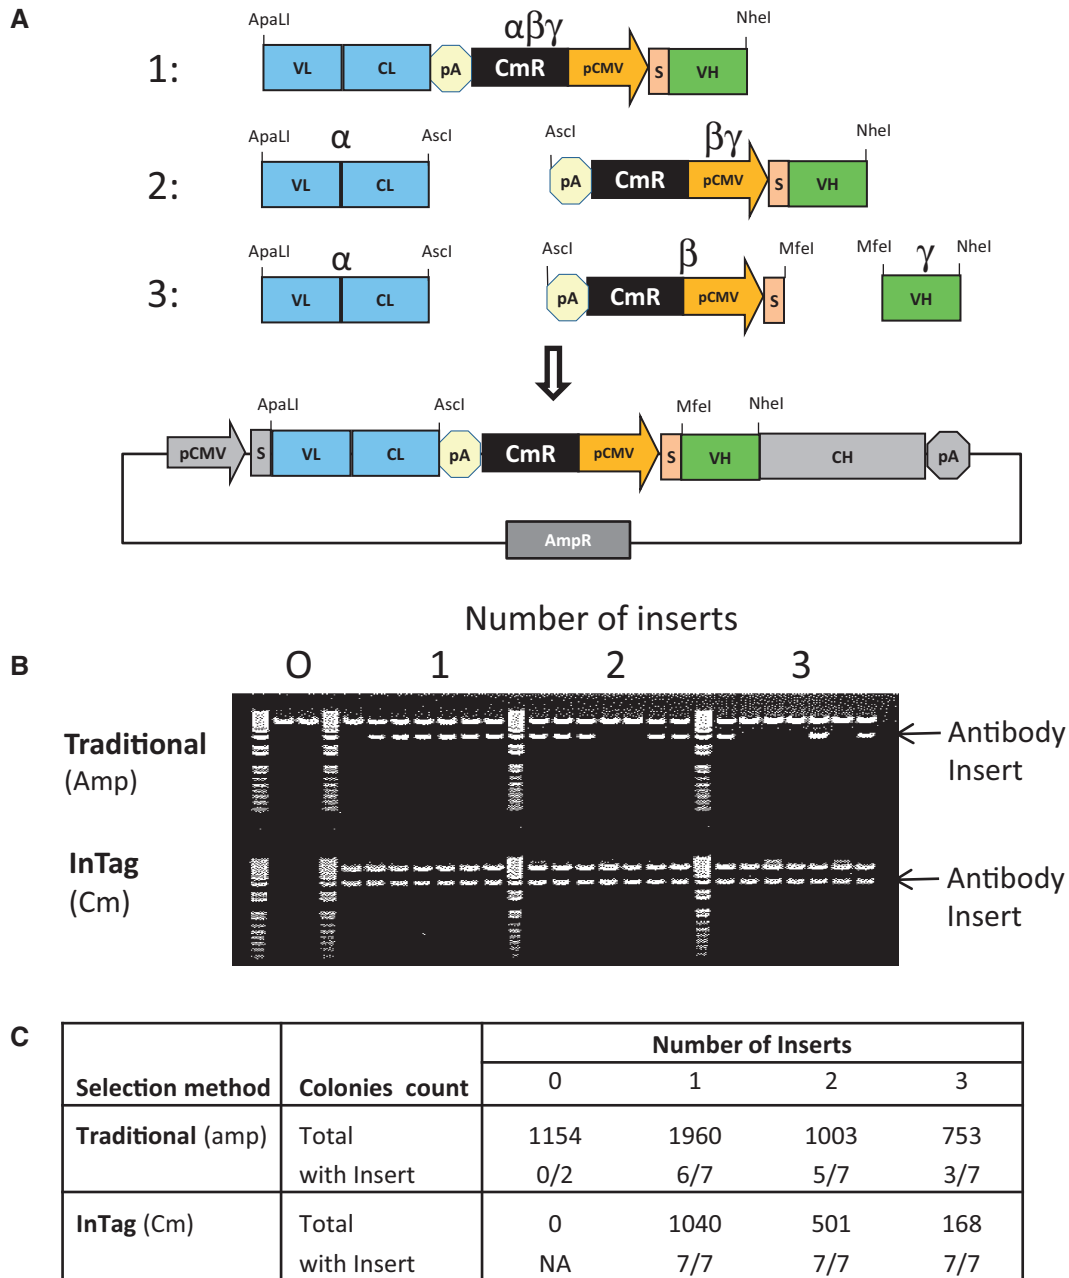 A
ApaLI αβγ NheI
1: VL CL pA CmR pCMV S VH
ApaLI α AscI AscI βγ NheI
2: VL CL pA CmR pCMV S VH
ApaLI α AscI AscI β MfeI MfeI γ NheI
3: VL CL pA CmR pCMV S VH
ApaLI AscI MfeI NheI
pCMV S VL CL pA CmR pCMV S VH CH pA
AmpR
Number of inserts
B O 1 2 3
Traditional
(Amp)
Antibody
Insert
InTag
(Cm)
Antibody
Insert
C
Number of Inserts
Selection method Colonies count 0 1 2 3
Traditional (amp) Total 1154 1960 1003 753
with Insert 0/2 6/7 5/7 3/7
InTag (Cm) Total 0 1040 501 168
with Insert NA 7/7 7/7 7/7